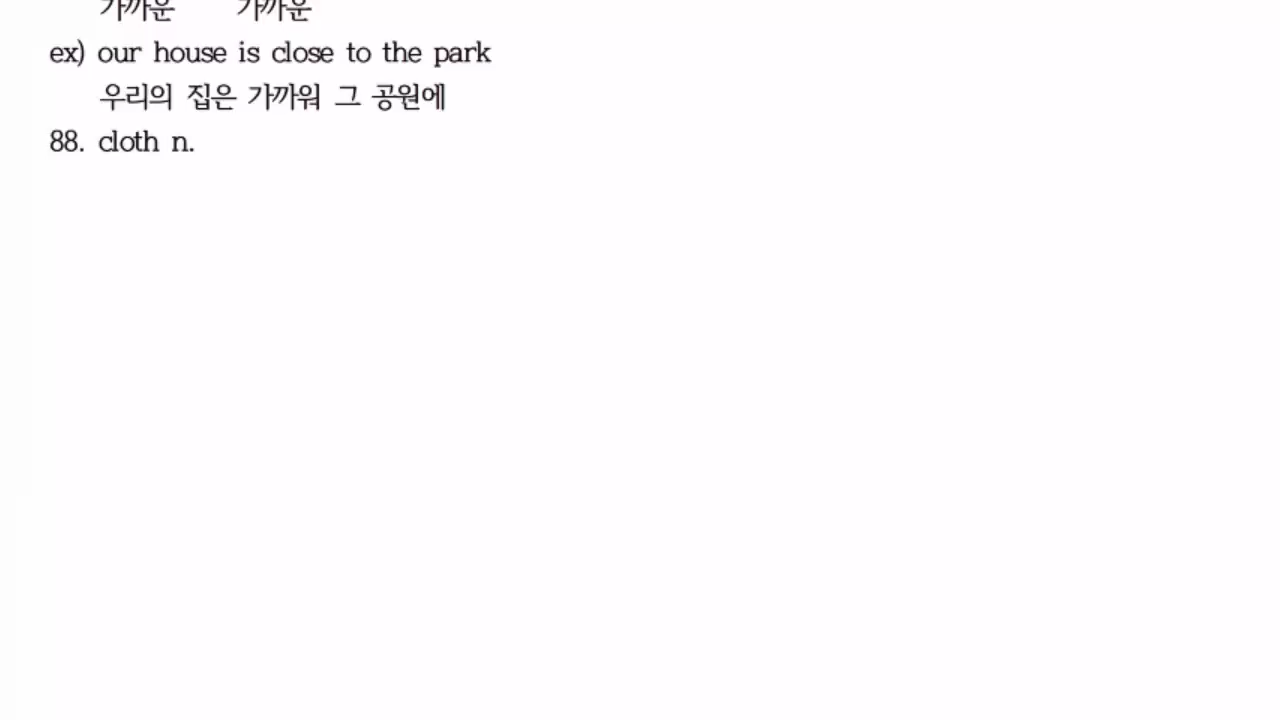 가까운 가까운
ex) our house is close to the park
우리의 집은 가까워 그 공원에
88. cloth n.